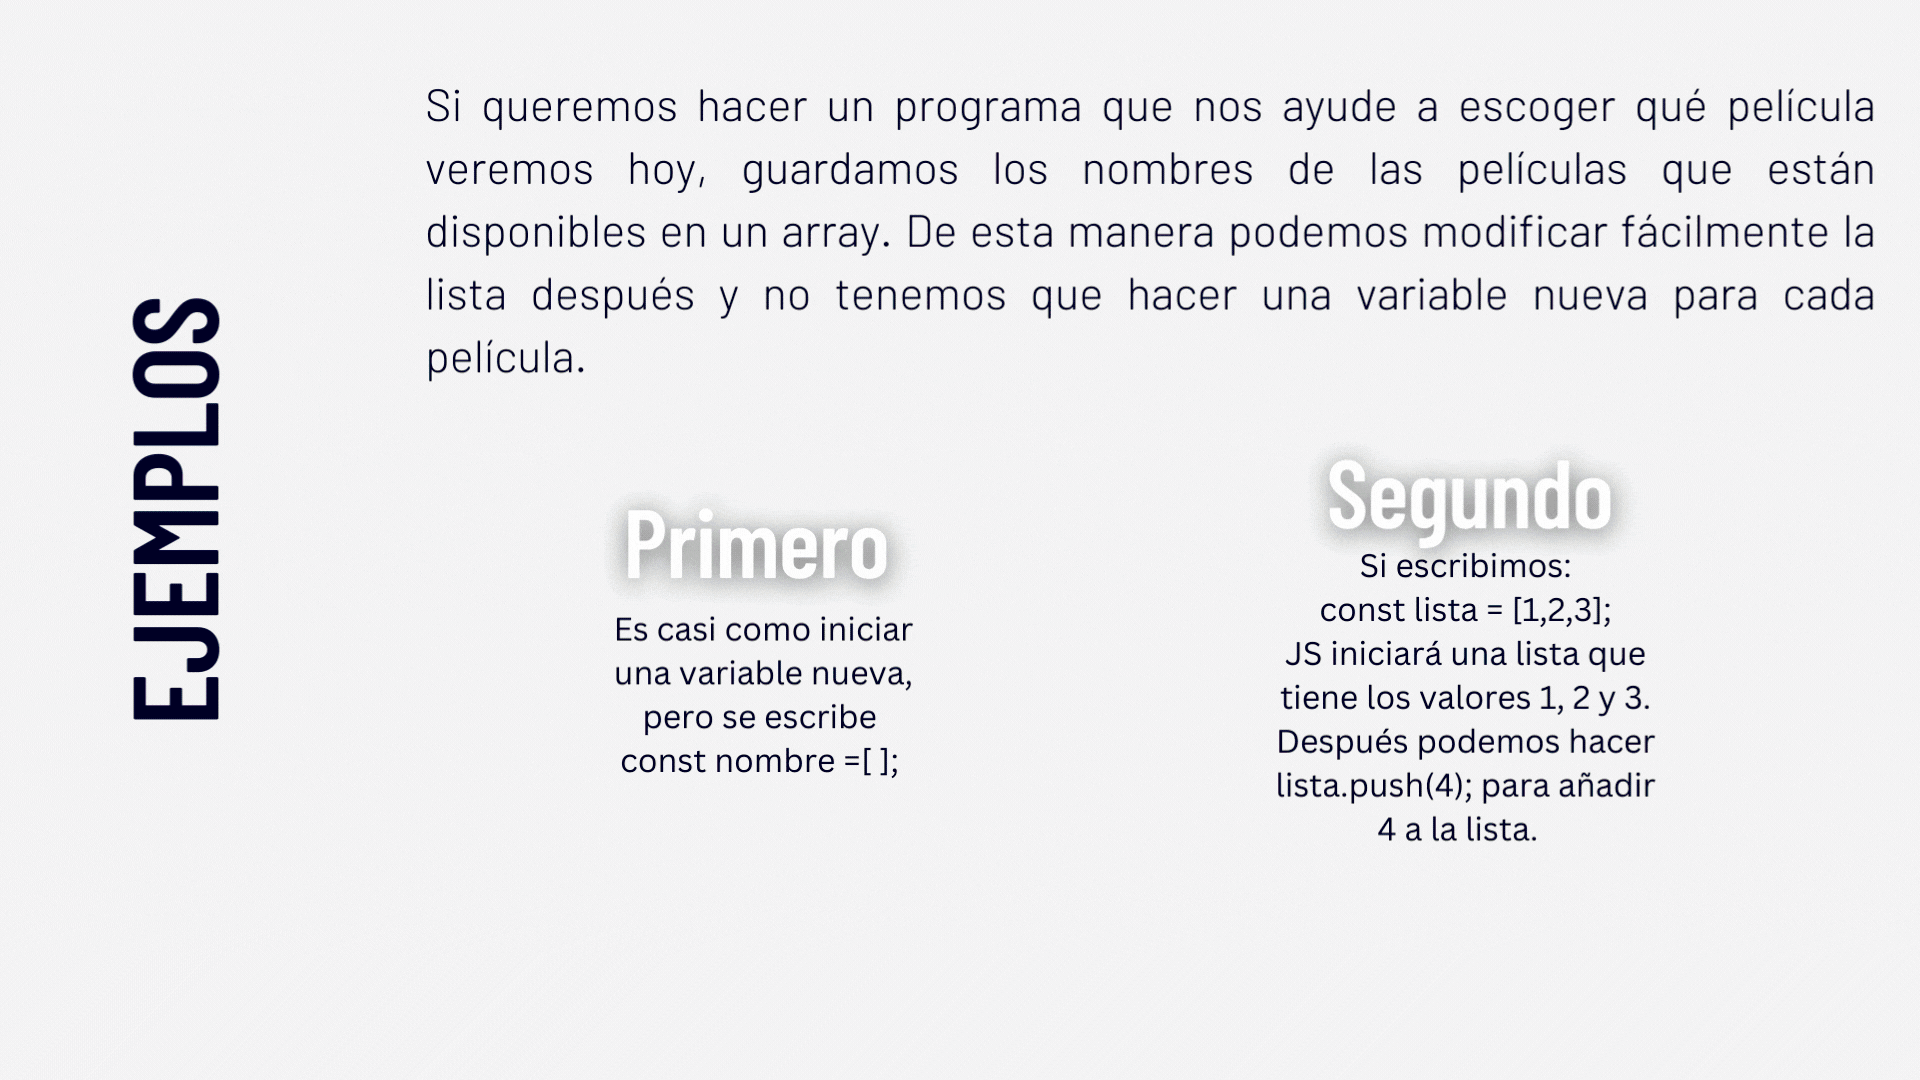 EJEMPLOS
Si queremos hacer un programa que nos ayude a escoger qué película
veremos hoy, guardamos los nombres de las películas que están
disponibles en un array. De esta manera podemos modificar fácilmente la
lista después y no tenemos que hacer una variable nueva para cada
película.
Primero
Es casi como iniciar
una variable nueva,
pero se escribe
const nombre =[ ];
Segundo
Si escribimos:
const lista = [1,2,3];
JS iniciará una lista que
tiene los valores 1, 2 y 3.
Después podemos hacer
lista.push(4); para añadir
4 a la lista.